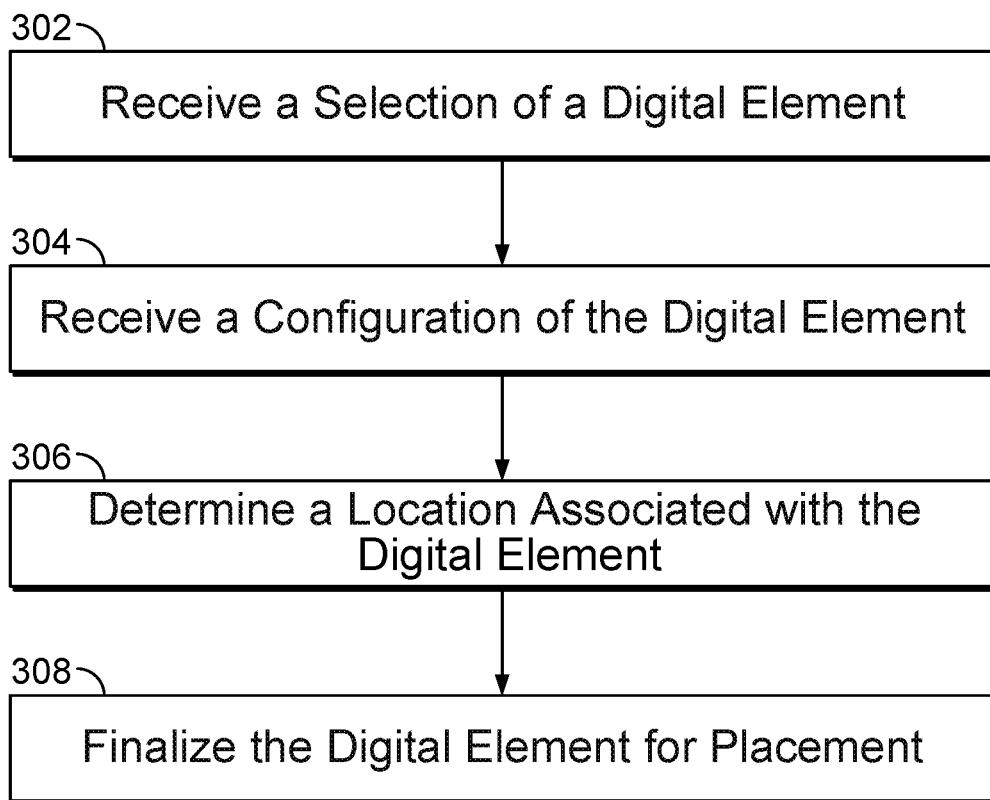 302
Receive a Selection of a Digital Element
304
Receive a Configuration of the Digital Element
306
Determine a Location Associated with the
Digital Element
308
Finalize the Digital Element for Placement